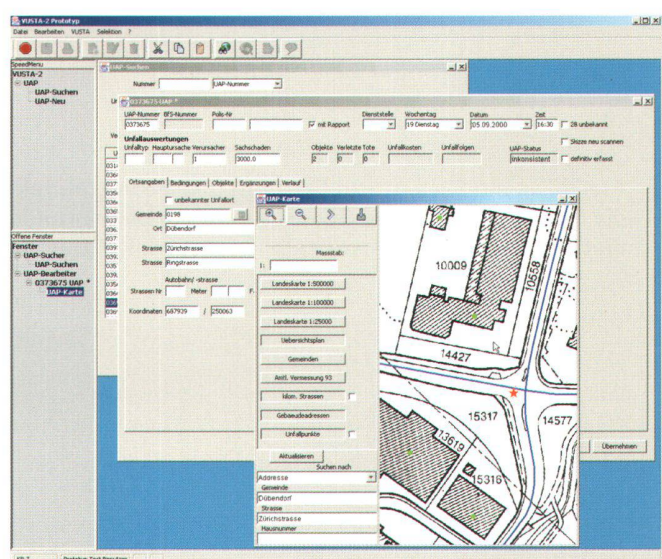 VUSTA-2 Prototyp
Datei Bearbeiten VUSTA Selektion ?
SpeedMenu
VUSTA-2
UAP
UAP-Suchen
UAP-Neu
Offene Fenster
Fenster
UAP-Sucher
UAP-Suchen
UAP-Bearbeiter
0373675 UAP *
UAP-Karte
UAP-Suchen
Nummer UAP-Nummer
0373675 UAP *
UAP-Nummer BFS-Nummer Polo-Nr Dienststelle Wochentag Datum Zeit
0373675 mit Rapport 19 Dienstag 05.09.2000 16:30 ZB unbekannt
Skizze neu scannen
Unfallauswertungen
Unfalltyp Hauptursache Verursacher Sachschaden Objekte Verletzte Tote Unfallkosten Unfallfolgen UAP-Status
1 3000.0 2 0 0 inkonsistent definitiv erfasst
Ortsangaben Bedingungen Objekte Ergänzungen Verlauf
unbekannter Unfallort
Gemeinde 0198
Ort Dübendorf
Strasse Zürichstrasse
Strasse Ringstrasse
Autobahn/ -strasse
Strassen Nr Meter F.
Koordinaten 687939 / 250063
UAP-Karte
Massstab:
1:
Landeskarte 1:500000
Landeskarte 1:100000
Landeskarte 1:25000
Uebersichtsplan
Gemeinden
Amtl. Vermessung 93
kilom. Strassen
Gebaeudeadressen
Unfallpunkte
Aktualisieren
Suchen nach
Addresse
Gemeinde
Dübendorf
Strasse
Zürichstrasse
Hausnummer
10009
10558
14427
15317
14577
13619
15316
Übernehmen